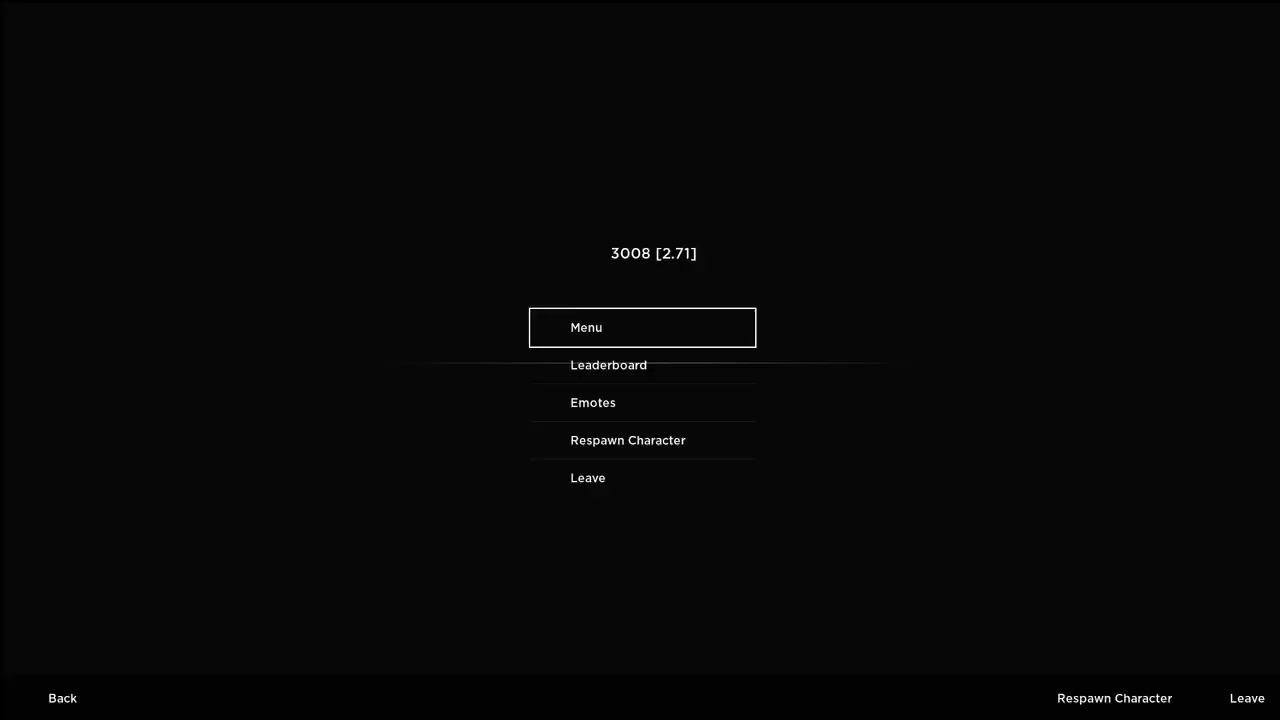 3008 [2.71]
Menu
Leaderboard
Emotes
Respawn Character
Leave
Back
Respawn Character
Leave